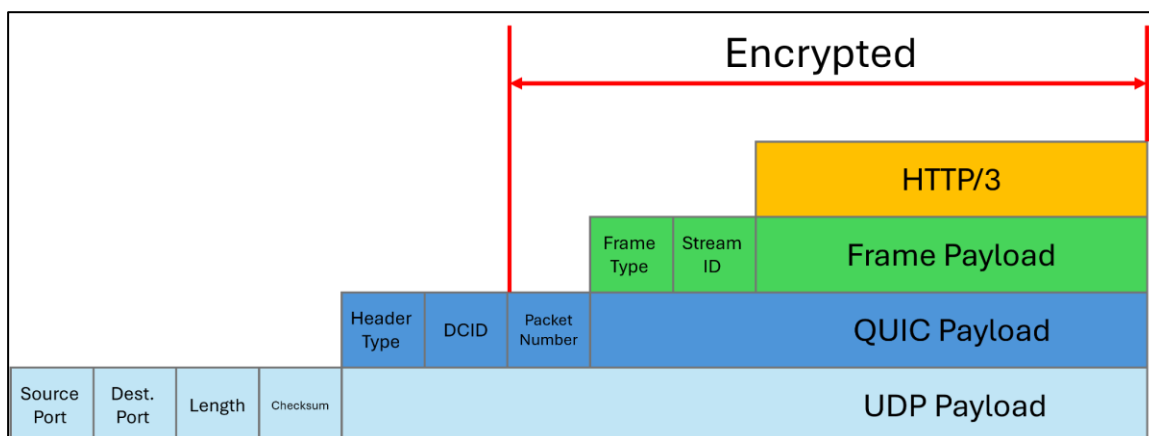 Encrypted
HTTP/3
Frame
Type
Stream
ID
Frame Payload
Header
Type
DCID
Packet
Number
QUIC Payload
Source
Port
Dest.
Port
Length
Checksum
UDP Payload